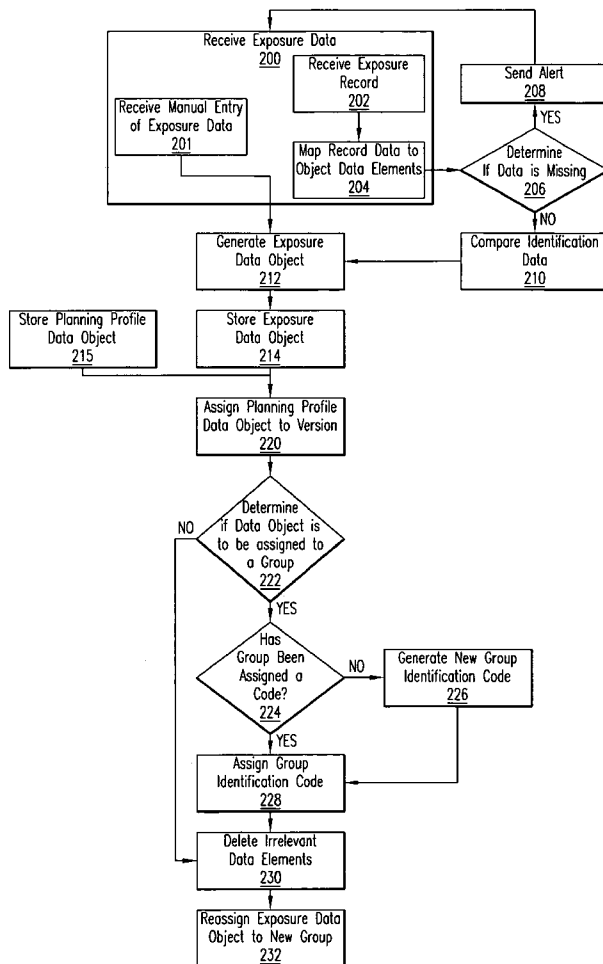 Receive Exposure Data
200
Receive Exposure
Record
202
Send Alert
208
Receive Manual Entry
of Exposure Data
201
YES
Map Record Data to
Object Data Elements
204
Determine
If Data is Missing
206
NO
Generate Exposure
Data Object
212
Compare Identification
Data
210
Store Planning Profile
Data Object
215
Store Exposure
Data Object
214
Assign Planning Profile
Data Object to Version
220
NO
Determine
if Data Object is
to be assigned to
a Group
222
YES
Has
Group Been
Assigned a
Code?
224
NO
Generate New Group
Identification Code
226
YES
Assign Group
Identification Code
228
Delete Irrelevant
Data Elements
230
Reassign Exposure Data
Object to New Group
232